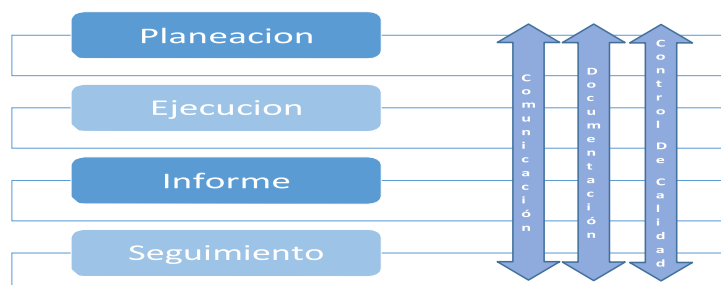 Planeacion
Ejecucion
Informe
Seguimiento
Comunicación
Documentación
Control De Calidad